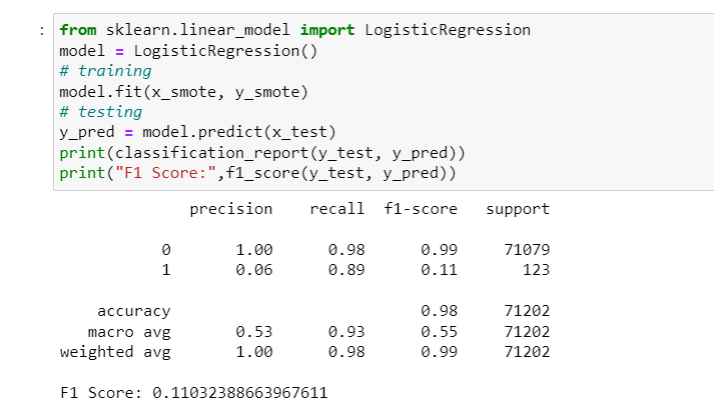 : from sklearn.linear_model import LogisticRegression
model = LogisticRegression()
# training
model.fit(x_smote, y_smote)
# testing
y_pred = model.predict(x_test)
print(classification_report(y_test, y_pred))
print("F1 Score:",f1_score(y_test, y_pred))
precision recall f1-score support
0 1.00 0.98 0.99 71079
1 0.06 0.89 0.11 123
accuracy 0.98 71202
macro avg 0.53 0.93 0.55 71202
weighted avg 1.00 0.98 0.99 71202
F1 Score: 0.11032388663967611